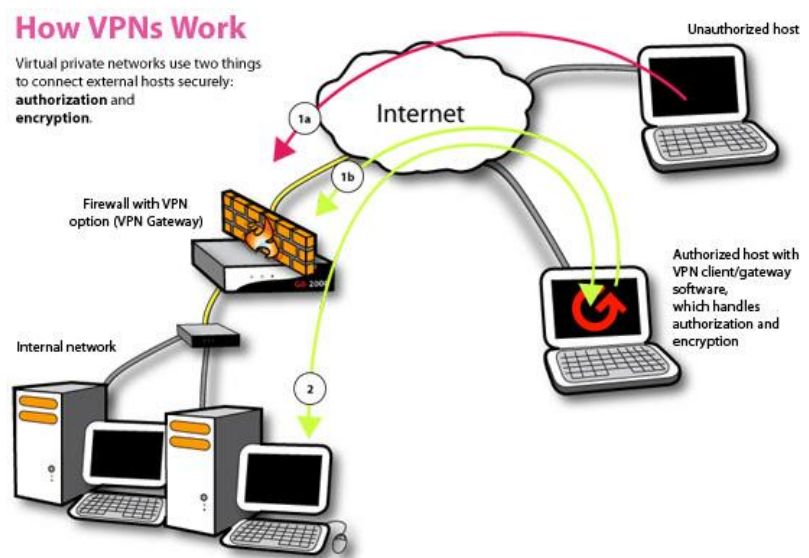 How VPNs Work
Virtual private networks use two things
to connect external hosts securely:
authorization and
encryption.
Unauthorized host
Internet
1a
1b
Firewall with VPN
option (VPN Gateway)
GB-2000
Authorized host with
VPN client/gateway
software,
which handles
authorization and
encryption
Internal network
2